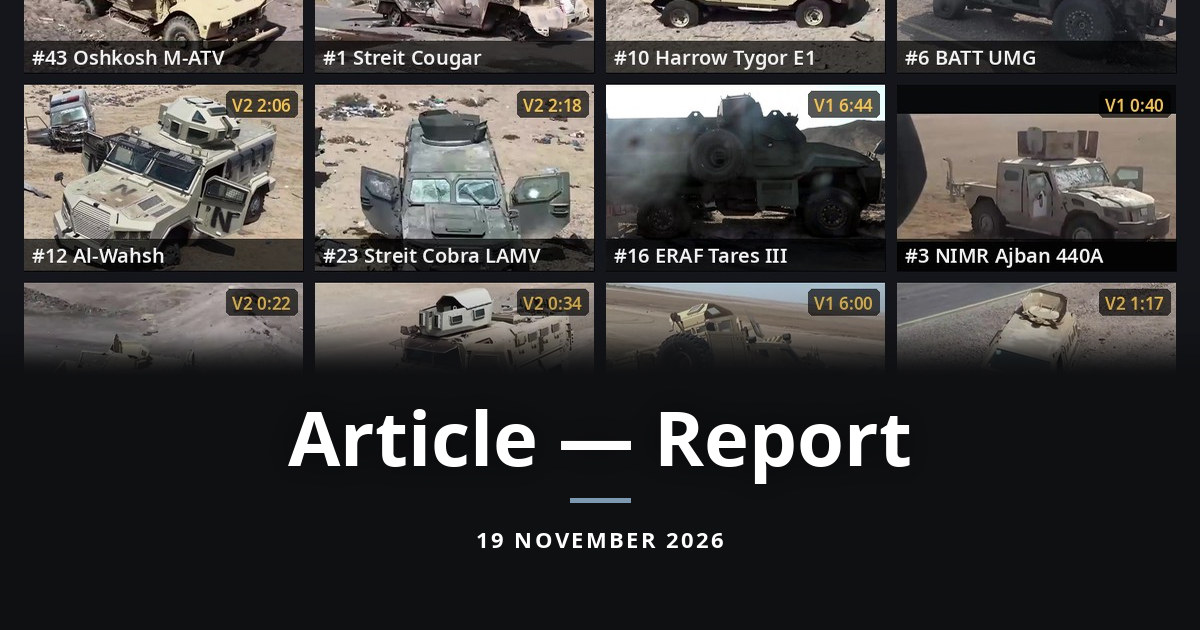 #43 Oshkosh M-ATV
#1 Streit Cougar
#10 Harrow Tygor E1
#6 BATT UMG
V2 2:06
V2 2:18
V1 6:44
V1 0:40
N
N
#12 Al-Wahsh
#23 Streit Cobra LAMV
#16 ERAF Tares III
#3 NIMR Ajban 440A
V2 0:22
V2 0:34
V1 6:00
V2 1:17
Article — Report
19 NOVEMBER 2026